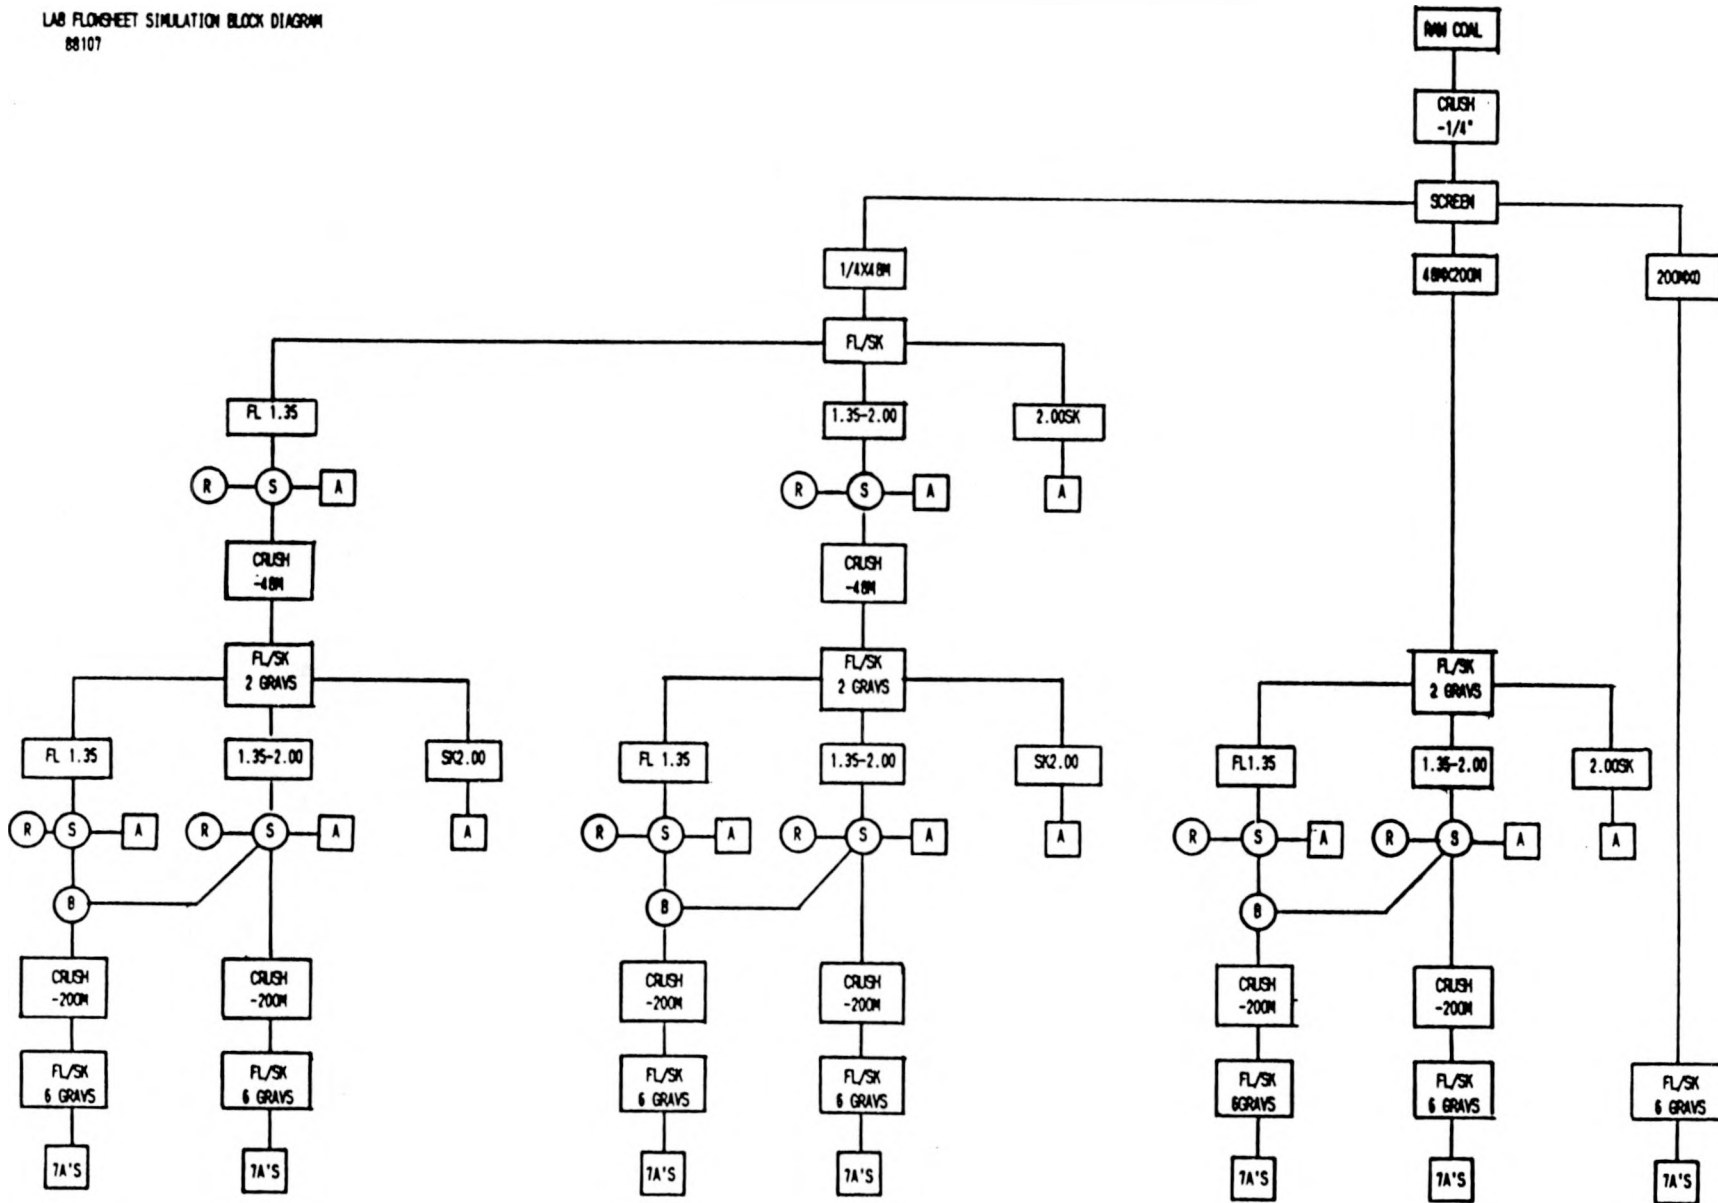 LAB FLOWSHEET SIMULATION BLOCK DIAGRAM
88107
RAW COAL
CRUSH
-1/4"
SCREEN
1/4X48M
48MX200M
200MX0
FL/SK
FL 1.35
1.35-2.00
2.00SK
R
S
A
R
S
A
A
CRUSH
-48M
CRUSH
-48M
FL/SK
2 GRAVS
FL/SK
2 GRAVS
FL/SK
2 GRAVS
FL 1.35
1.35-2.00
SK2.00
FL 1.35
1.35-2.00
SK2.00
FL1.35
1.35-2.00
2.00SK
R
S
A
R
S
A
A
R
S
A
R
S
A
A
R
S
A
R
S
A
A
B
B
B
CRUSH
-200M
CRUSH
-200M
CRUSH
-200M
CRUSH
-200M
CRUSH
-200M
CRUSH
-200M
FL/SK
6 GRAVS
FL/SK
6 GRAVS
FL/SK
6 GRAVS
FL/SK
6 GRAVS
FL/SK
6GRAVS
FL/SK
6 GRAVS
FL/SK
6 GRAVS
7A'S
7A'S
7A'S
7A'S
7A'S
7A'S
7A'S